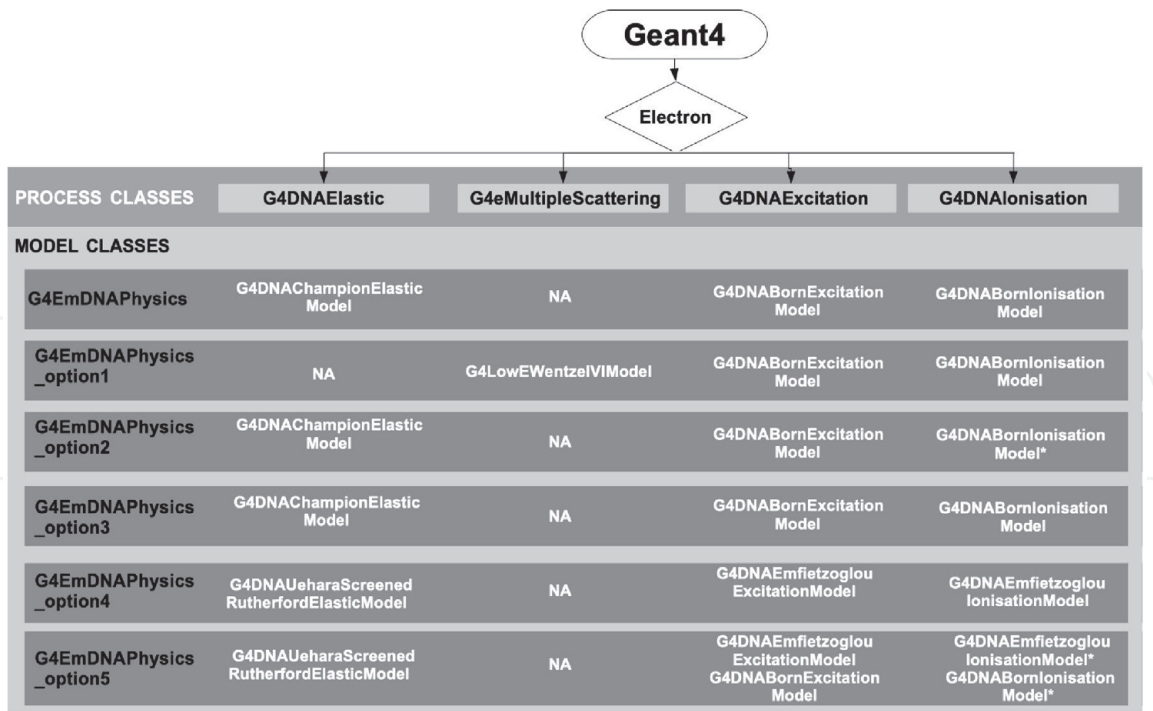 Geant4
Electron
PROCESS CLASSES
G4DNAElastic
G4eMultipleScattering
G4DNAExcitation
G4DNAIonisation
MODEL CLASSES
G4EmDNAPhysics
G4DNAChampionElastic
Model
NA
G4DNABornExcitation
Model
G4DNABornIonisation
Model
G4EmDNAPhysics
_option1
NA
G4LowEWentzelVIModel
G4DNABornExcitation
Model
G4DNABornIonisation
Model
G4EmDNAPhysics
_option2
G4DNAChampionElastic
Model
NA
G4DNABornExcitation
Model
G4DNABornIonisation
Model*
G4EmDNAPhysics
_option3
G4DNAChampionElastic
Model
NA
G4DNABornExcitation
Model
G4DNABornIonisation
Model
G4EmDNAPhysics
_option4
G4DNAUeharaScreened
RutherfordElasticModel
NA
G4DNAEmfietzoglou
ExcitationModel
G4DNAEmfietzoglou
IonisationModel
G4EmDNAPhysics
_option5
G4DNAUeharaScreened
RutherfordElasticModel
NA
G4DNAEmfietzoglou
ExcitationModel
G4DNABornExcitation
Model
G4DNAEmfietzoglou
IonisationModel*
G4DNABornIonisation
Model*